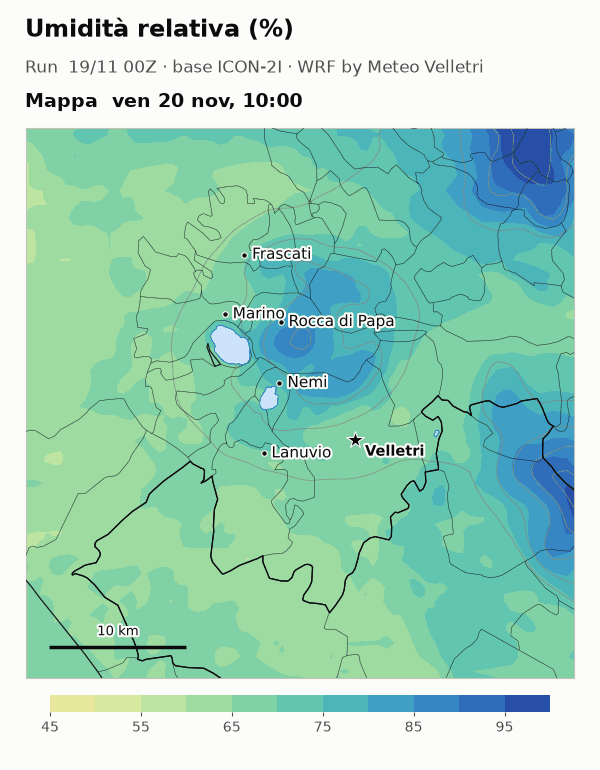 Umidità relativa (%)
Run  19/11 00Z · base ICON-2I · WRF by Meteo Velletri
Mappa  ven 20 nov, 10:00
Frascati
Marino
Rocca di Papa
Nemi
Velletri
Lanuvio
10 km
45 55 65 75 85 95